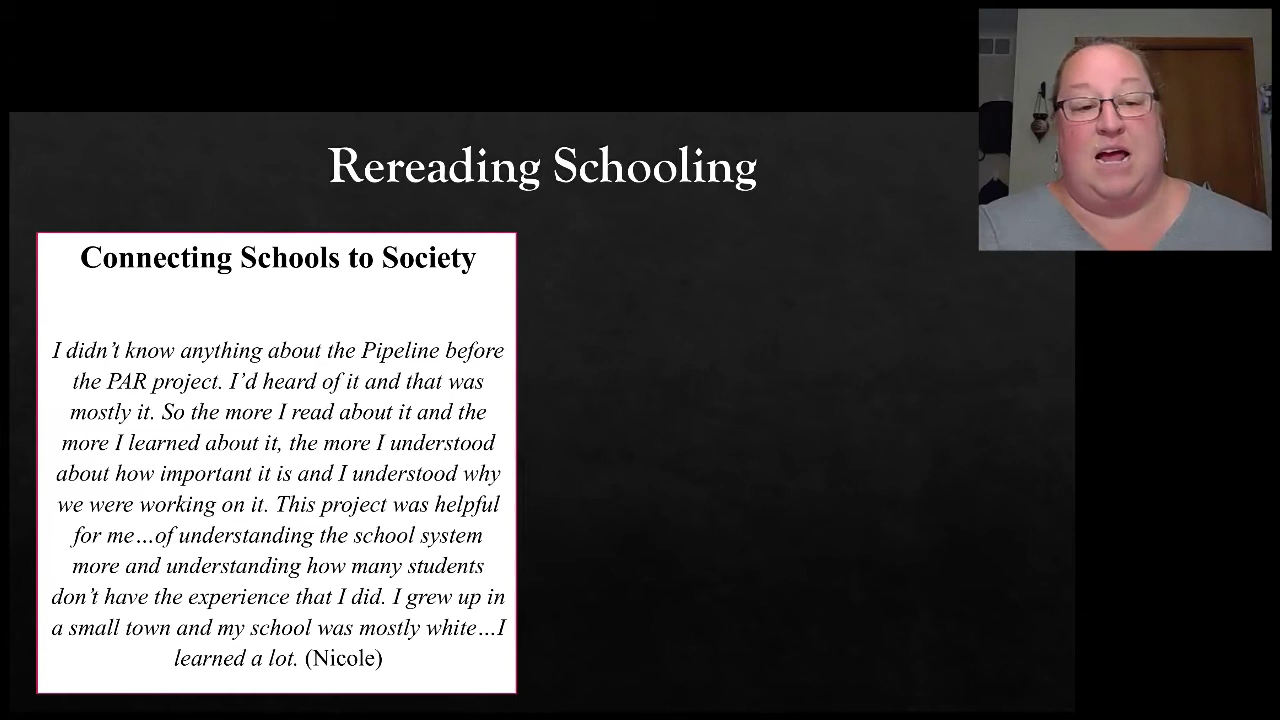 Rereading Schooling
Connecting Schools to Society
I didn’t know anything about the Pipeline before
the PAR project. I’d heard of it and that was
mostly it. So the more I read about it and the
more I learned about it, the more I understood
about how important it is and I understood why
we were working on it. This project was helpful
for me…of understanding the school system
more and understanding how many students
don’t have the experience that I did. I grew up in
a small town and my school was mostly white…I
learned a lot. (Nicole)